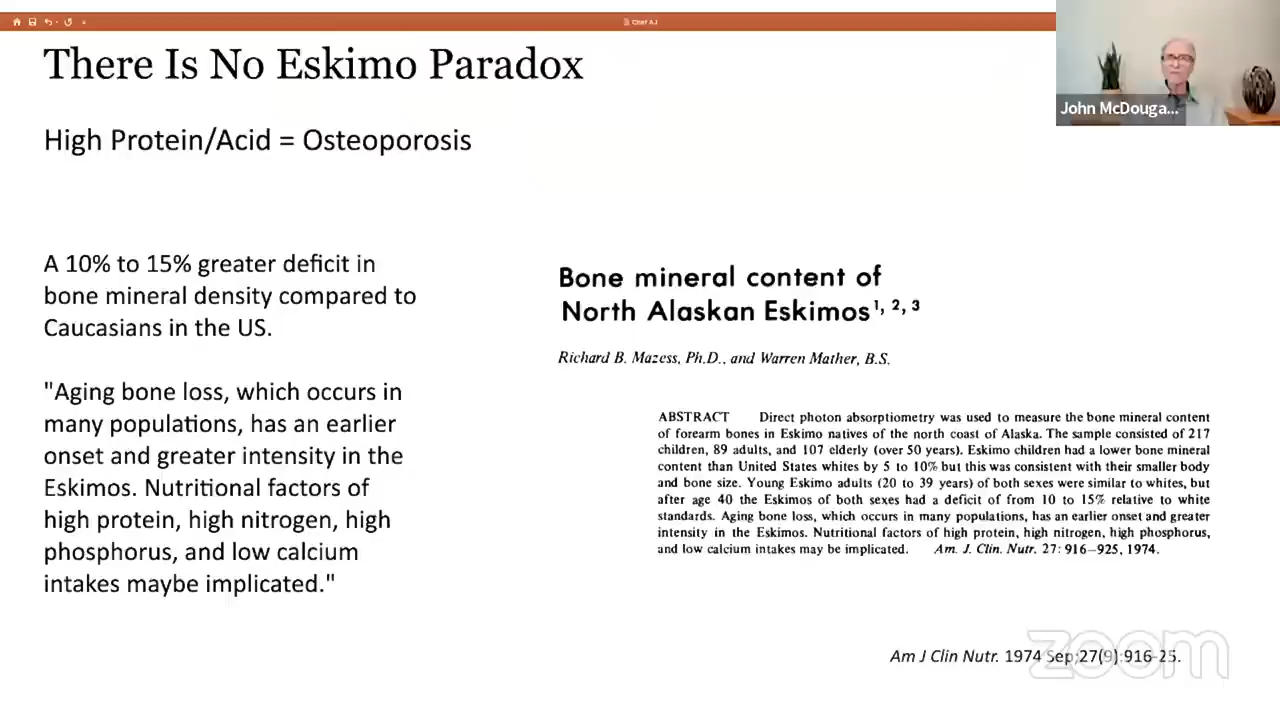 Chef AJ
There Is No Eskimo Paradox
John McDouga...
High Protein/Acid = Osteoporosis
A 10% to 15% greater deficit in
bone mineral density compared to
Caucasians in the US.
"Aging bone loss, which occurs in
many populations, has an earlier
onset and greater intensity in the
Eskimos. Nutritional factors of
high protein, high nitrogen, high
phosphorus, and low calcium
intakes maybe implicated."
Bone mineral content of
North Alaskan Eskimos¹, ², ³
Richard B. Mazess, Ph.D., and Warren Mather, B.S.
ABSTRACT Direct photon absorptiometry was used to measure the bone mineral content
of forearm bones in Eskimo natives of the north coast of Alaska. The sample consisted of 217
children, 89 adults, and 107 elderly (over 50 years). Eskimo children had a lower bone mineral
content than United States whites by 5 to 10% but this was consistent with their smaller body
and bone size. Young Eskimo adults (20 to 39 years) of both sexes were similar to whites, but
after age 40 the Eskimos of both sexes had a deficit of from 10 to 15% relative to white
standards. Aging bone loss, which occurs in many populations, has an earlier onset and greater
intensity in the Eskimos. Nutritional factors of high protein, high nitrogen, high phosphorus,
and low calcium intakes may be implicated. Am. J. Clin. Nutr. 27: 916–925, 1974.
Am J Clin Nutr. 1974 Sep;27(9):916-25.
zoom